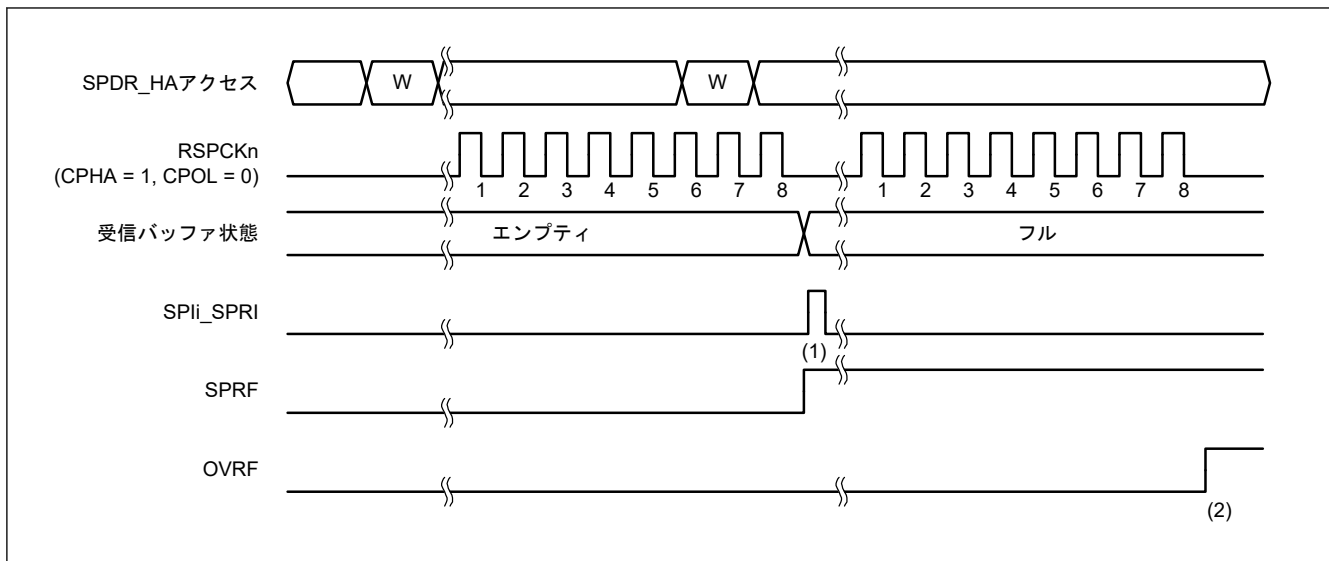 SPDR_HAアクセス
W
W
RSPCKn
(CPHA = 1, CPOL = 0)
1 2 3 4 5 6 7 8
1 2 3 4 5 6 7 8
受信バッファ状態
エンプティ
フル
SPIi_SPRI
(1)
SPRF
OVRF
(2)